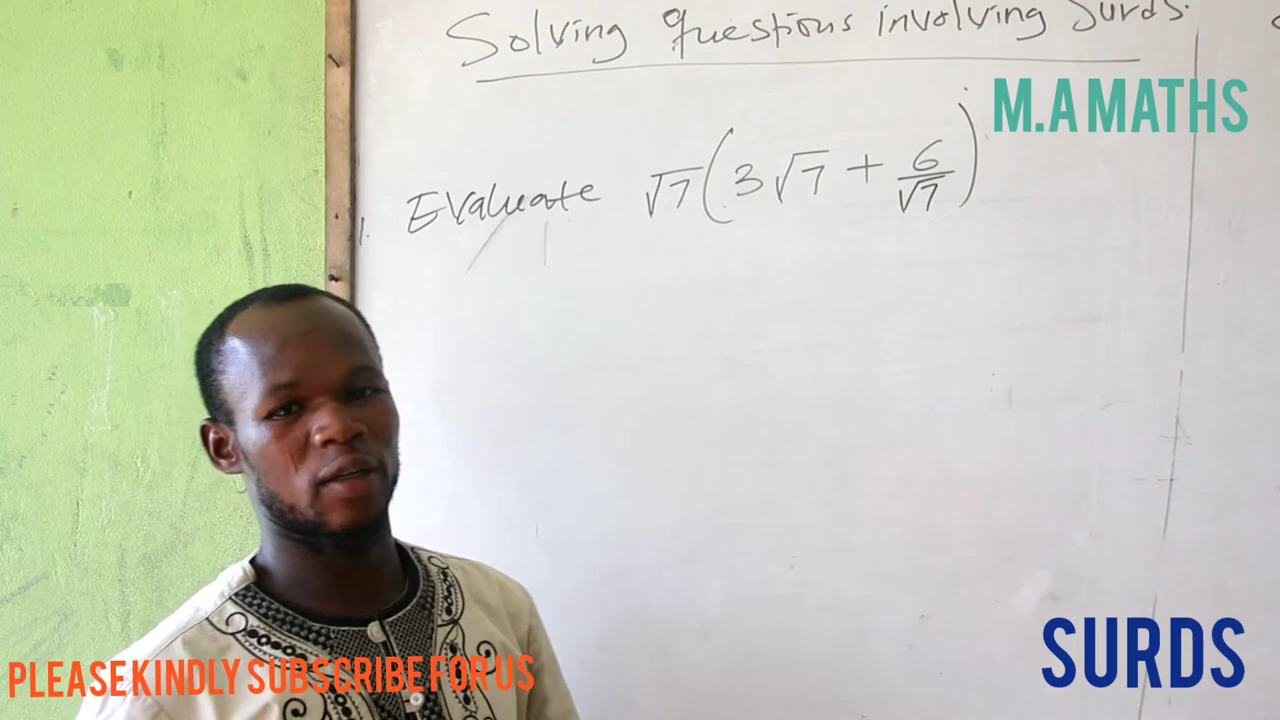 Solving Questions involving Surds.
M.A MATHS
1. Evaluate √7(3√7 + 6/√7)
PLEASE KINDLY SUBSCRIBE FOR US
SURDS